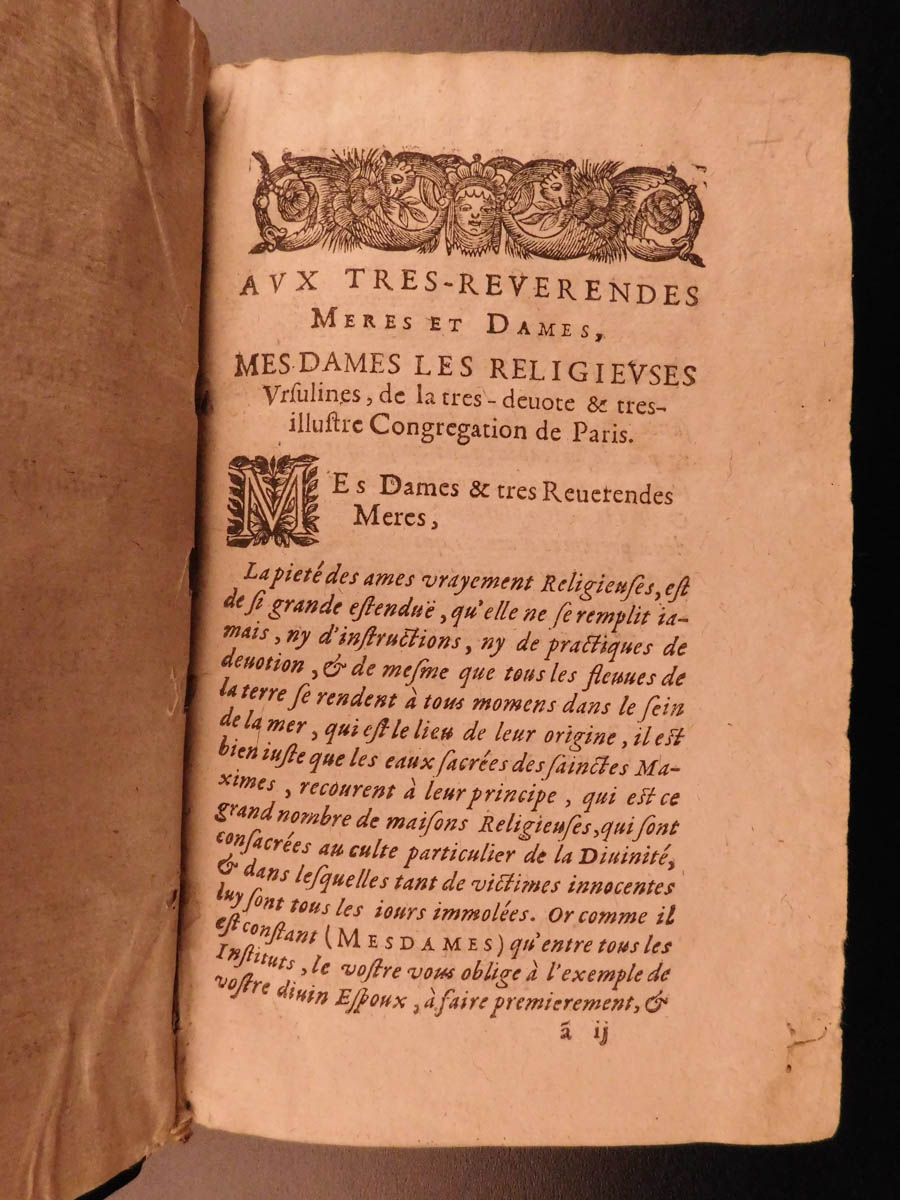 AVX TRES-REVERENDES
MERES ET DAMES,
MES DAMES LES RELIGIEVSES
Vrſulines, de la tres-deuote & tres-
illuſtre Congregation de Paris.
MEs Dames & tres Reuerendes
Meres,
La pieté des ames vrayement Religieuſes, eſt
de ſi grande eſtenduë, qu'elle ne ſe remplit ia-
mais, ny d'inſtructions, ny de practiques de
deuotion, & de meſme que tous les fleuues de
la terre ſe rendent à tous momens dans le ſein
de la mer, qui eſt le lieu de leur origine, il eſt
bien iuſte que les eaux ſacrées des ſainctes Ma-
ximes, recourent à leur principe, qui eſt ce
grand nombre de maiſons Religieuſes, qui ſont
conſacrées au culte particulier de la Diuinité,
& dans leſquelles tant de victimes innocentes
luy ſont tous les iours immolées. Or comme il
eſt conſtant (MESDAMES) qu'entre tous les
Inſtituts, le voſtre vous oblige à l'exemple de
voſtre diuin Eſpoux, à faire premierement, &
ã ij